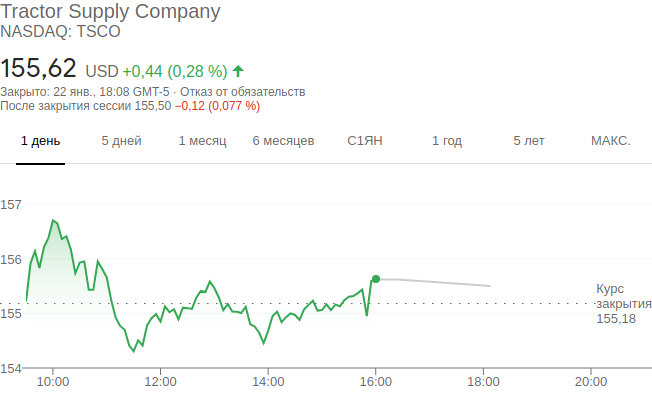 Tractor Supply Company
NASDAQ: TSCO
155,62 USD +0,44 (0,28 %)
Закрыто: 22 янв., 18:08 GMT-5 · Отказ от обязательств
После закрытия сессии 155,50 −0,12 (0,077 %)
1 день 5 дней 1 месяц 6 месяцев С1ЯН 1 год 5 лет МАКС.
157
156
155
154
Курс
закрытия
155,18
10:00 12:00 14:00 16:00 18:00 20:00